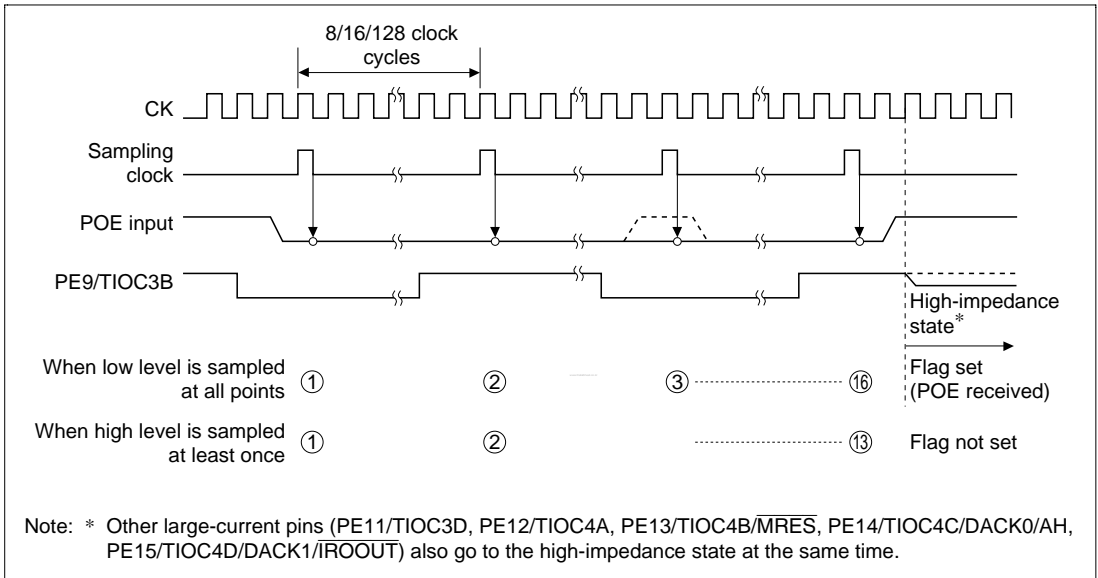 8/16/128 clock
cycles
CK
Sampling
clock
POE input
PE9/TIOC3B
High-impedance
state*
When low level is sampled
at all points
① ② ③ ⑯
Flag set
(POE received)
When high level is sampled
at least once
① ② ⑬
Flag not set
Note: * Other large-current pins (PE11/TIOC3D, PE12/TIOC4A, PE13/TIOC4B/MRES, PE14/TIOC4C/DACK0/AH,
PE15/TIOC4D/DACK1/IROOUT) also go to the high-impedance state at the same time.